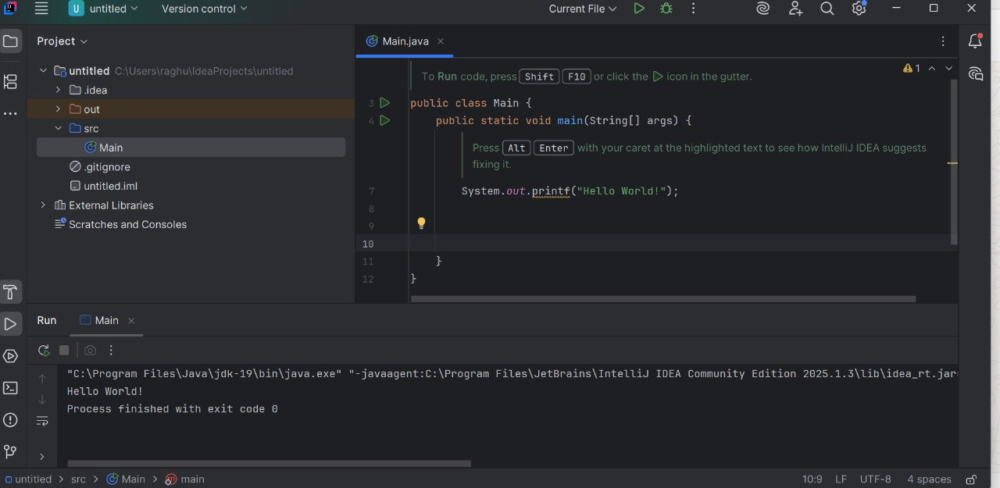 U untitled Version control Current File
Project
Main.java
untitled C:\Users\raghu\IdeaProjects\untitled
.idea
out
src
Main
.gitignore
untitled.iml
External Libraries
Scratches and Consoles
To Run code, press Shift F10 or click the icon in the gutter.
1
3 public class Main {
4 public static void main(String[] args) {
Press Alt Enter with your caret at the highlighted text to see how IntelliJ IDEA suggests
fixing it.
7 System.out.printf("Hello World!");
8
9
10
11 }
12 }
Run Main
"C:\Program Files\Java\jdk-19\bin\java.exe" "-javaagent:C:\Program Files\JetBrains\IntelliJ IDEA Community Edition 2025.1.3\lib\idea_rt.jar=
Hello World!
Process finished with exit code 0
untitled > src > Main > main 10:9 LF UTF-8 4 spaces